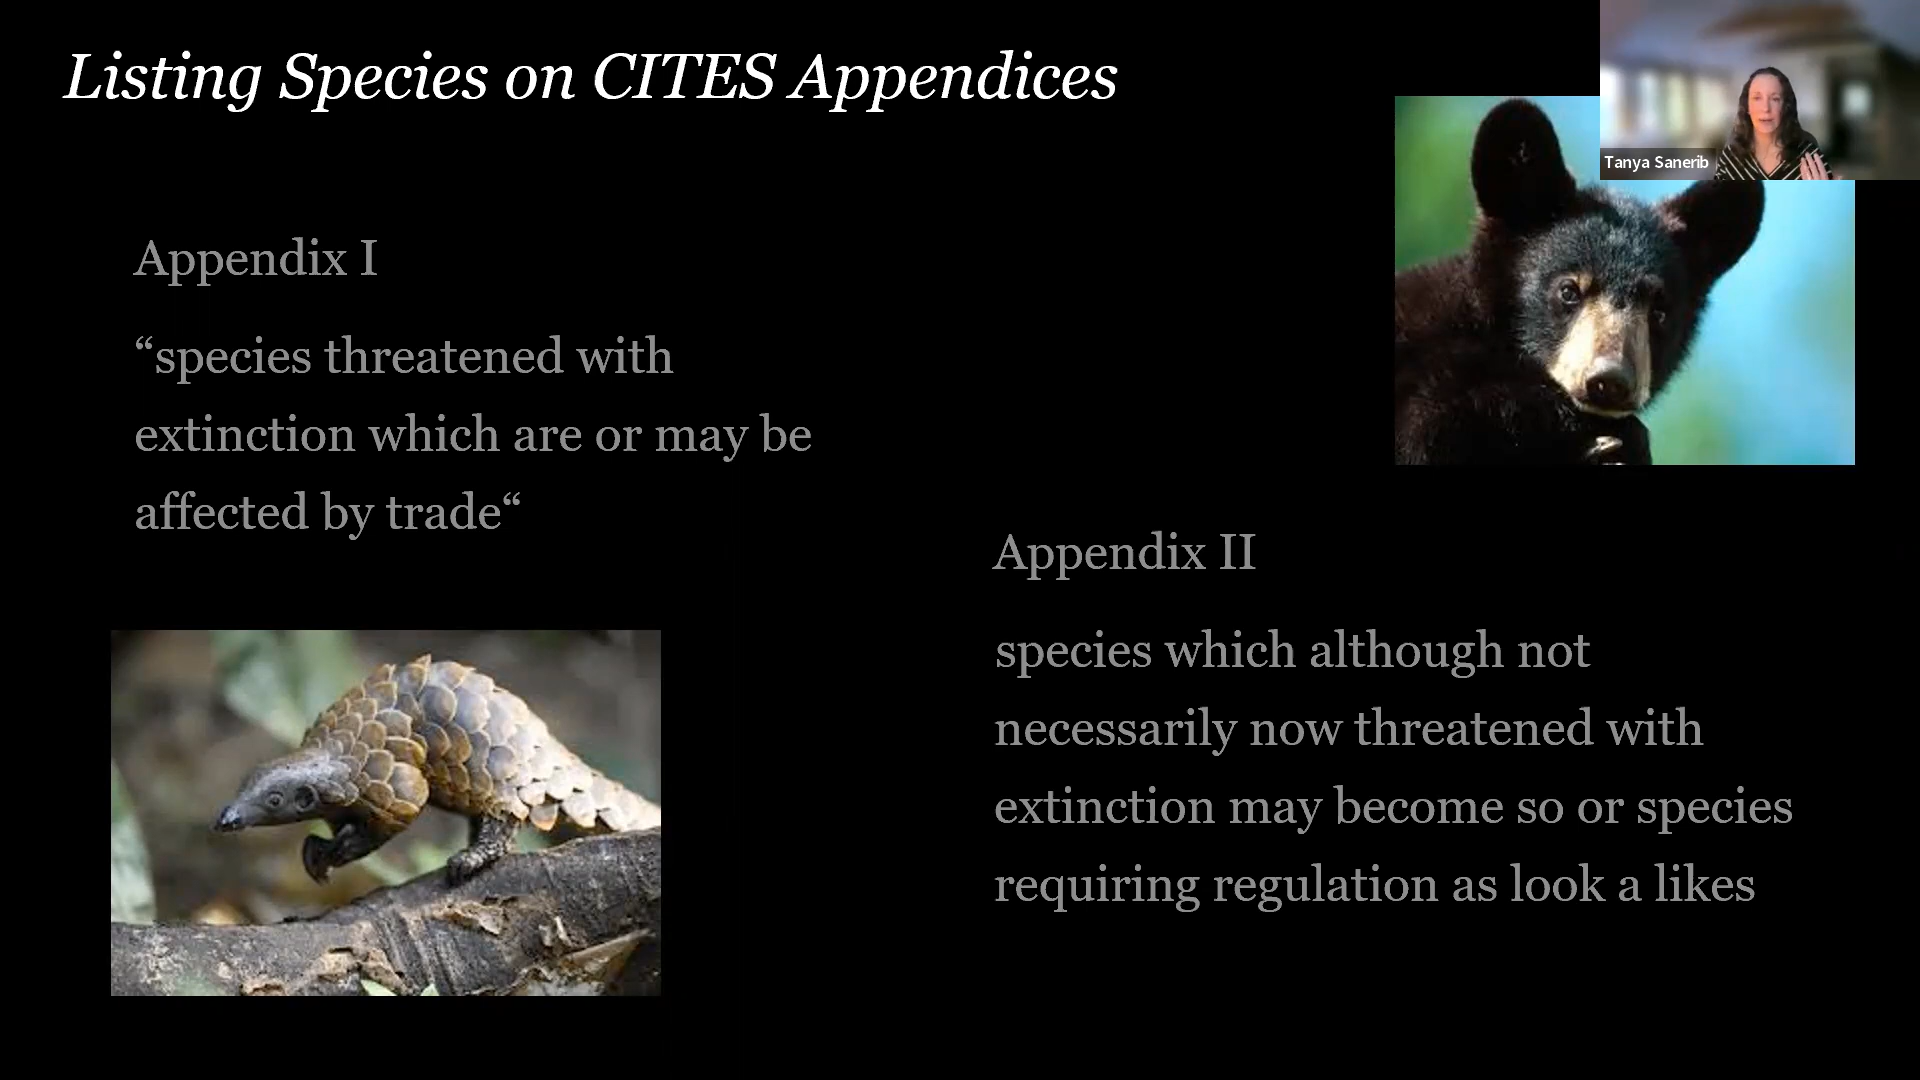 Listing Species on CITES Appendices
Tanya Sanerib
Appendix I
“species threatened with
extinction which are or may be
affected by trade“
Appendix II
species which although not
necessarily now threatened with
extinction may become so or species
requiring regulation as look a likes